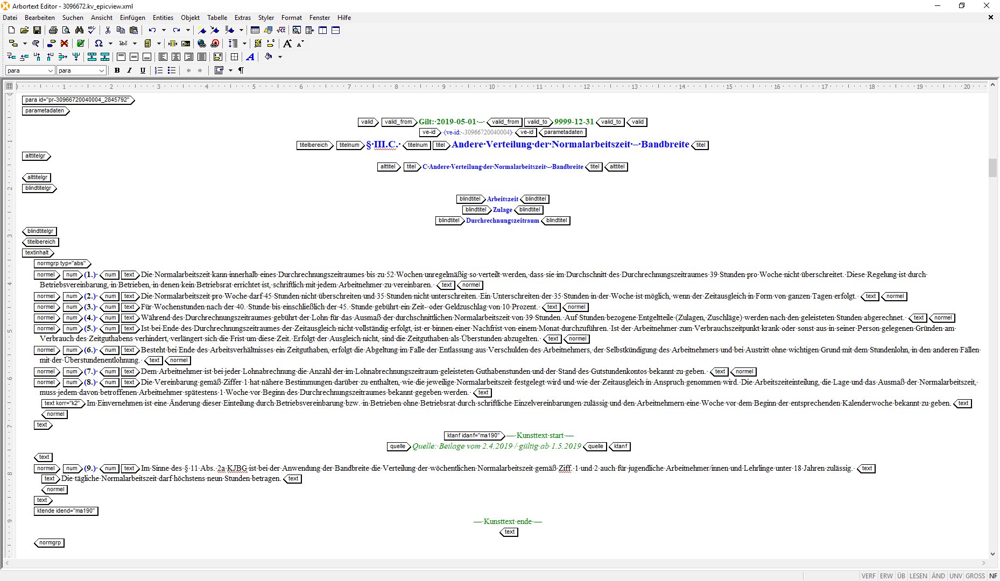 Arbortext Editor - 3096672.kv_epicview.xml
Datei Bearbeiten Suchen Ansicht Einfügen Entities Objekt Tabelle Extras Styler Format Fenster Hilfe
para para B I U
1 2 3 4 5 6 7 8 9 10 11 12 13 14 15 16 17 18 19 20
para id="pr-30966720040004_2845792"
parametadaten
valid valid_from Gilt:·2019-05-01·–· valid_from valid_to 9999-12-31 valid_to valid
ve-id ·(ve-id:·-30966720040004)· ve-id parametadaten
titelbereich titelnum §·III.C.· titelnum titel Andere·Verteilung·der·Normalarbeitszeit·–·Bandbreite titel
alttitelgr
alttitel titel C·Andere·Verteilung·der·Normalarbeitszeit·–·Bandbreite titel alttitel
alttitelgr
blindtitelgr
blindtitel Arbeitszeit blindtitel
blindtitel Zulage blindtitel
blindtitel Durchrechnungszeitraum blindtitel
blindtitelgr
titelbereich
textinhalt
normgrp typ="abs"
normel num (1.)· num text Die·Normalarbeitszeit·kann·innerhalb·eines·Durchrechnungszeitraumes·bis·zu·52·Wochen·unregelmäßig·so·verteilt·werden,·dass·sie·im·Durchschnitt·des·Durchrechnungszeitraumes·39·Stunden·pro·Woche·nicht·überschreitet.·Diese·Regelung·ist·durch·
Betriebsvereinbarung,·in·Betrieben,·in·denen·kein·Betriebsrat·errichtet·ist,·schriftlich·mit·jedem·Arbeitnehmer·zu·vereinbaren.· text normel
normel num (2.)· num text Die·Normalarbeitszeit·pro·Woche·darf·45·Stunden·nicht·überschreiten·und·35·Stunden·nicht·unterschreiten.·Ein·Unterschreiten·der·35·Stunden·in·der·Woche·ist·möglich,·wenn·der·Zeitausgleich·in·Form·von·ganzen·Tagen·erfolgt.· text normel
normel num (3.)· num text Für·Wochenstunden·nach·der·40.·Stunde·bis·einschließlich·der·45.·Stunde·gebührt·ein·Zeit-·oder·Geldzuschlag·von·10·Prozent.· text normel
normel num (4.)· num text Während·des·Durchrechnungszeitraumes·gebührt·der·Lohn·für·das·Ausmaß·der·durchschnittlichen·Normalarbeitszeit·von·39·Stunden.·Auf·Stunden·bezogene·Entgeltteile·(Zulagen,·Zuschläge)·werden·nach·den·geleisteten·Stunden·abgerechnet.· text normel
normel num (5.)· num text Ist·bei·Ende·des·Durchrechnungszeitraumes·der·Zeitausgleich·nicht·vollständig·erfolgt,·ist·er·binnen·einer·Nachfrist·von·einem·Monat·durchzuführen.·Ist·der·Arbeitnehmer·zum·Verbrauchszeitpunkt·krank·oder·sonst·aus·in·seiner·Person·gelegenen·Gründen·am·
Verbrauch·des·Zeitguthabens·verhindert,·verlängert·sich·die·Frist·um·diese·Zeit.·Erfolgt·der·Ausgleich·nicht,·sind·die·Zeitguthaben·als·Überstunden·abzugelten.· text normel
normel num (6.)· num text Besteht·bei·Ende·des·Arbeitsverhältnisses·ein·Zeitguthaben,·erfolgt·die·Abgeltung·im·Falle·der·Entlassung·aus·Verschulden·des·Arbeitnehmers,·der·Selbstkündigung·des·Arbeitnehmers·und·bei·Austritt·ohne·wichtigen·Grund·mit·dem·Stundenlohn,·in·den·anderen·Fällen·
mit·der·Überstundenentlohnung.· text normel
normel num (7.)· num text Dem·Arbeitnehmer·ist·bei·jeder·Lohnabrechnung·die·Anzahl·der·im·Lohnabrechnungszeitraum·geleisteten·Guthabenstunden·und·der·Stand·des·Gutstundenkontos·bekannt·zu·geben.· text normel
normel num (8.)· num text Die·Vereinbarung·gemäß·Ziffer·1·hat·nähere·Bestimmungen·darüber·zu·enthalten,·wie·die·jeweilige·Normalarbeitszeit·festgelegt·wird·und·wie·der·Zeitausgleich·in·Anspruch·genommen·wird.·Die·Arbeitszeiteinteilung,·die·Lage·und·das·Ausmaß·der·Normalarbeitszeit,·
muss·jedem·davon·betroffenen·Arbeitnehmer·spätestens·1·Woche·vor·Beginn·des·Durchrechnungszeitraumes·bekannt·gegeben·werden.· text
text korr="k2" Im·Einvernehmen·ist·eine·Änderung·dieser·Einteilung·durch·Betriebsvereinbarung·bzw.·in·Betrieben·ohne·Betriebsrat·durch·schriftliche·Einzelvereinbarungen·zulässig·und·den·Arbeitnehmern·eine·Woche·vor·dem·Beginn·der·entsprechenden·Kalenderwoche·bekannt·zu·geben. text
normel
text
ktanf idanf="ma190" —·Kunsttext·start·—
quelle Quelle:·Beilage·vom·2.4.2019·/·gültig·ab·1.5.2019 quelle ktanf
text
normel num (9.)· num text Im·Sinne·des·§·11·Abs.·2a·KJBG·ist·bei·der·Anwendung·der·Bandbreite·die·Verteilung·der·wöchentlichen·Normalarbeitszeit·gemäß·Ziff.·1·und·2·auch·für·jugendliche·Arbeitnehmer/innen·und·Lehrlinge·unter·18·Jahren·zulässig.· text
text Die·tägliche·Normalarbeitszeit·darf·höchstens·neun·Stunden·betragen. text
normel
text
ktende idend="ma190"
—·Kunsttext·ende·—
text
normgrp
1 2 3 4 5 6 7 8 9
VERF ERW ÜB LESEN ÄND UNV GROSS NF